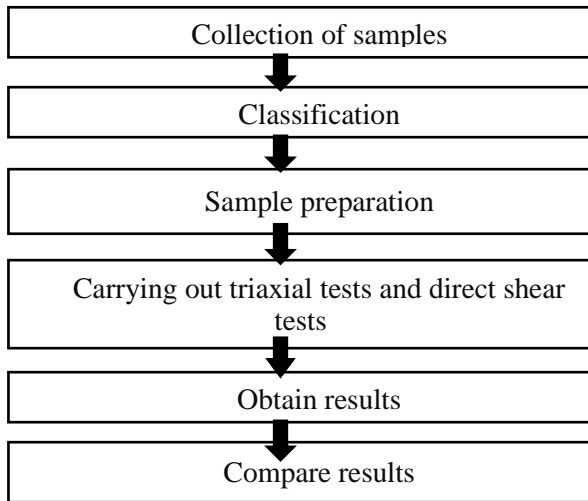 Collection of samples
Classification
Sample preparation
Carrying out triaxial tests and direct shear
tests
Obtain results
Compare results